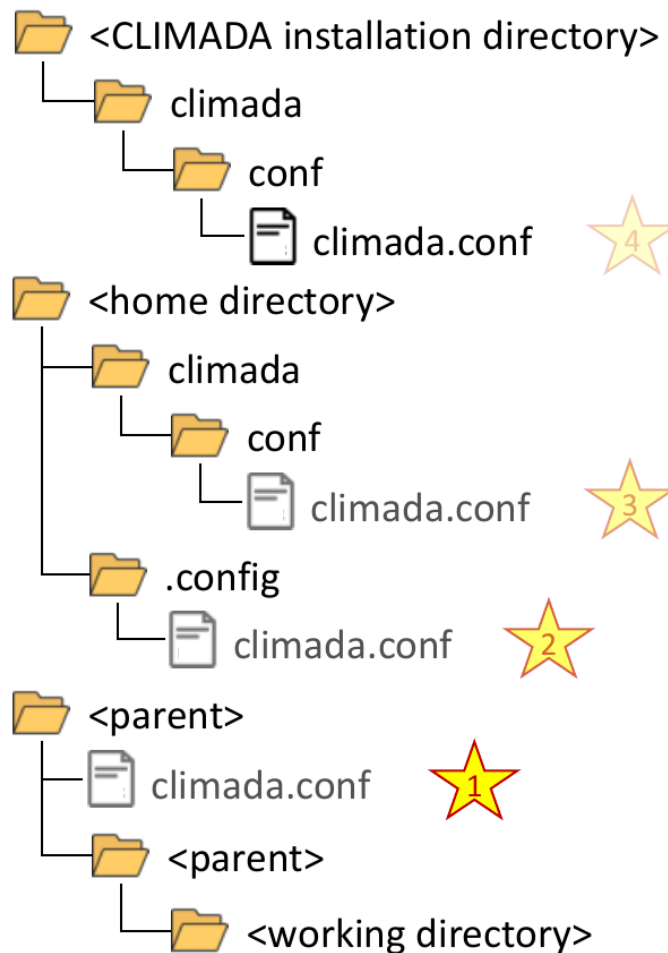 <CLIMADA installation directory>
climada
conf
climada.conf 4
<home directory>
climada
conf
climada.conf 3
.config
climada.conf 2
<parent>
climada.conf 1
<parent>
<working directory>